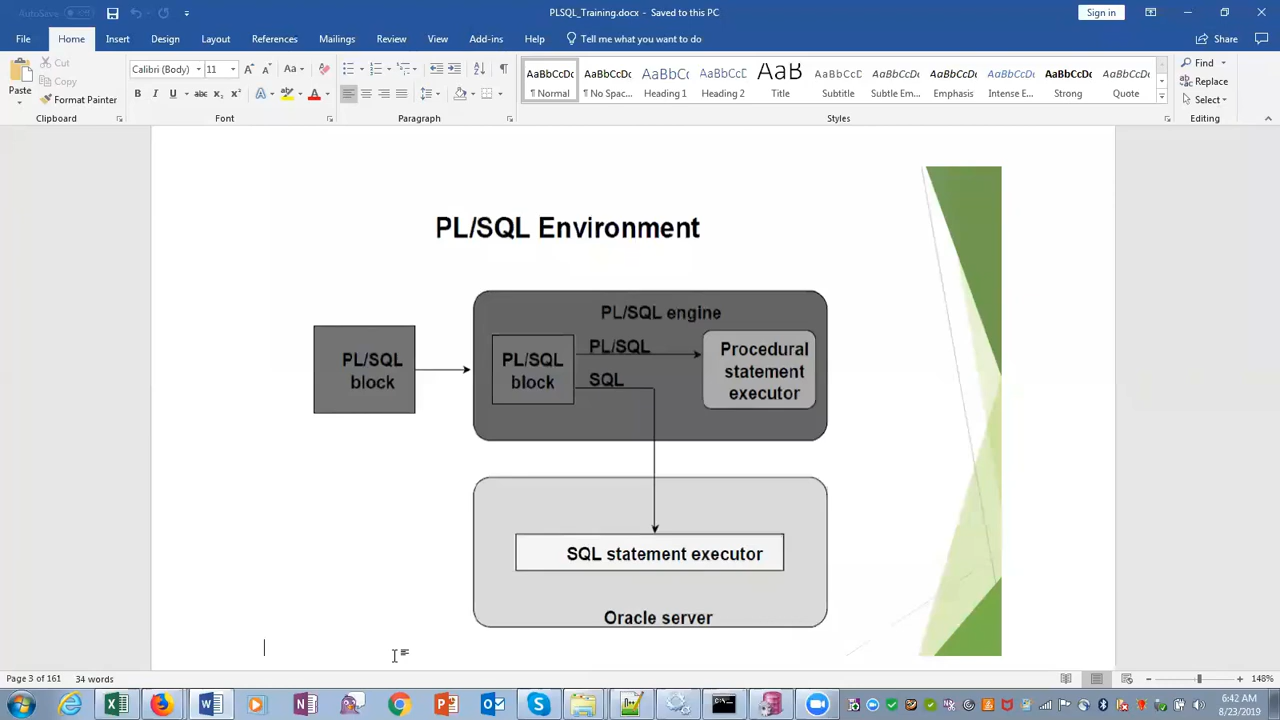 AutoSave Off
PLSQL_Training.docx - Saved to this PC
Sign in
File Home Insert Design Layout References Mailings Review View Add-ins Help Tell me what you want to do
Share
Paste
Cut
Copy
Format Painter
Clipboard
Calibri (Body) 11
Font
Paragraph
AaBbCcDc AaBbCcDc AaBbCc AaBbCcD AaB AaBbCcD AaBbCcDc AaBbCcDc AaBbCcDc AaBbCcDc AaBbCcDc
¶ Normal ¶ No Spac... Heading 1 Heading 2 Title Subtitle Subtle Em... Emphasis Intense E... Strong Quote
Styles
Find
Replace
Select
Editing
PL/SQL Environment
PL/SQL
block
PL/SQL engine
PL/SQL
block
PL/SQL
SQL
Procedural
statement
executor
SQL statement executor
Oracle server
Page 3 of 161 34 words
148%
6:42 AM
8/23/2019